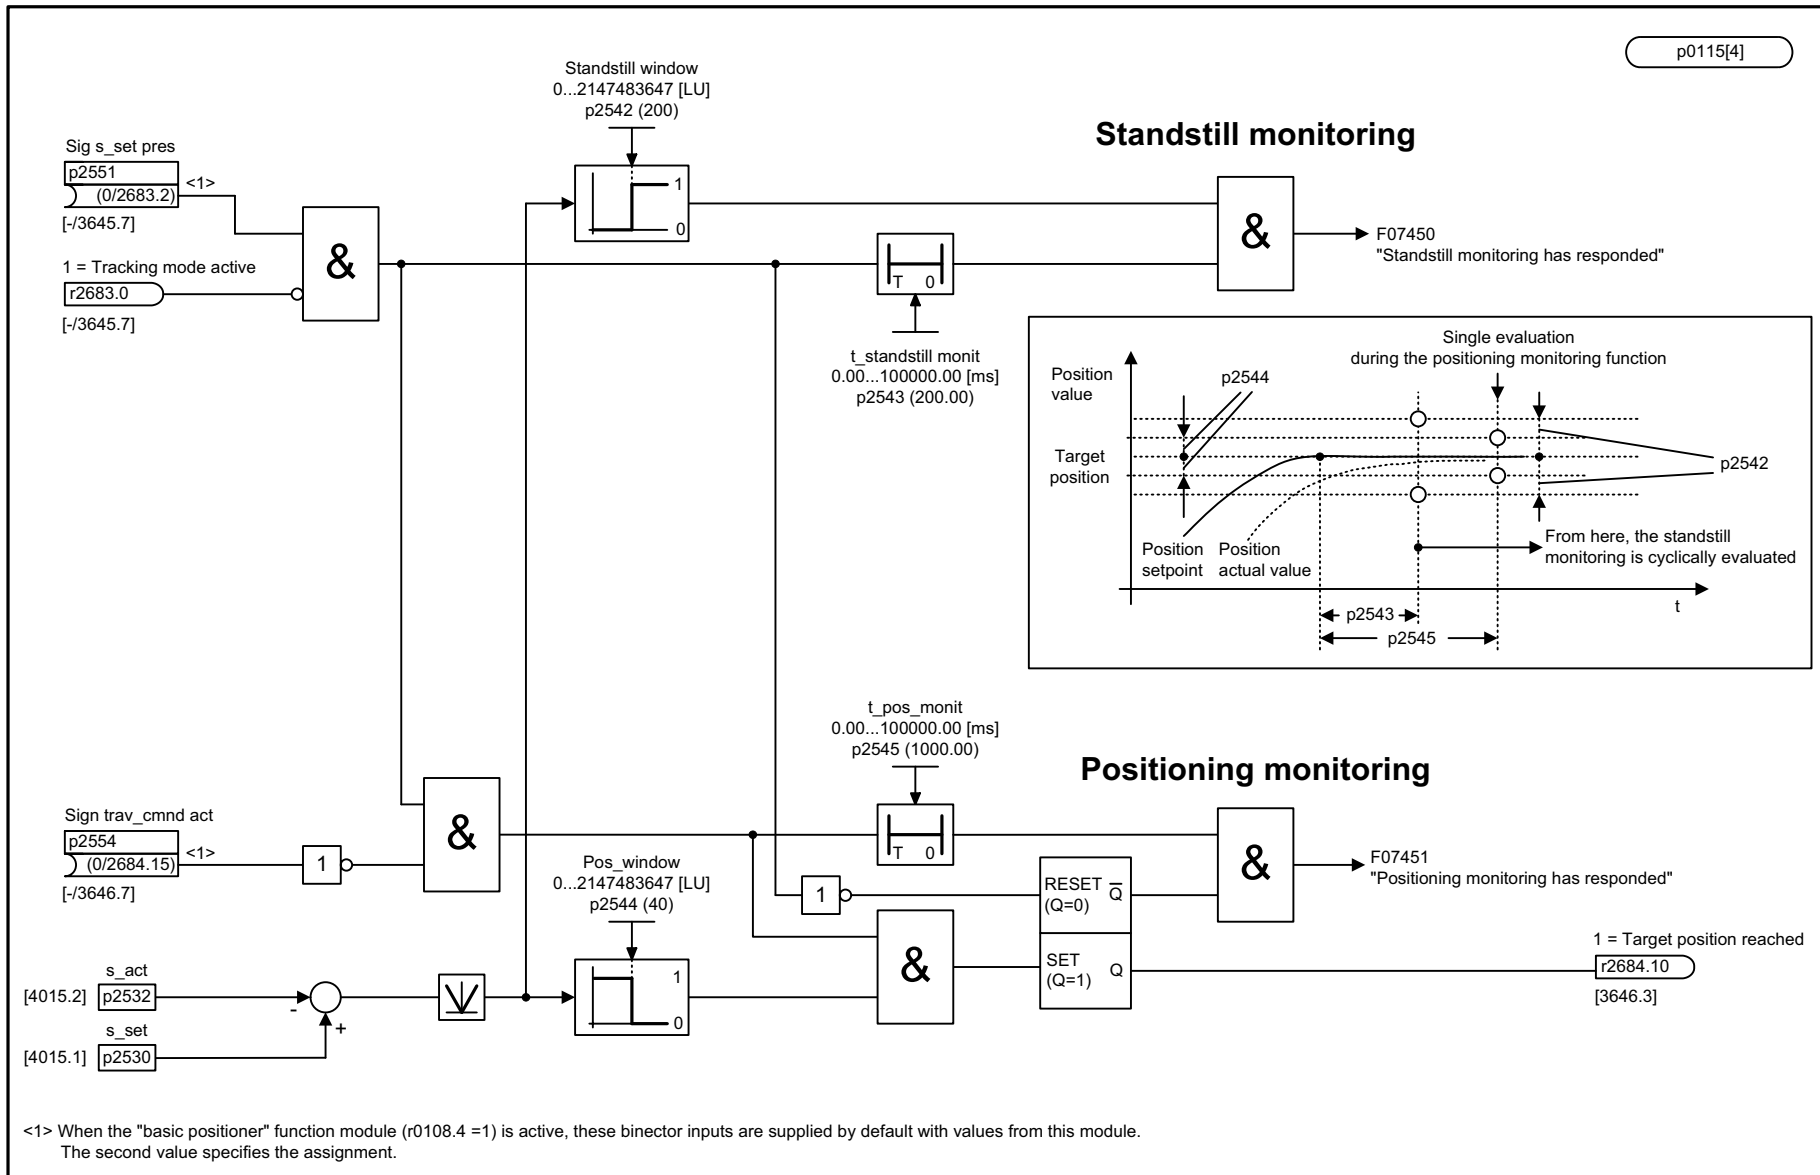 p0115[4]
Standstill window
0...2147483647 [LU]
p2542 (200)
Standstill monitoring
Sig s_set pres
p2551
(0/2683.2)
<1>
[-/3645.7]
1
0
&
&
F07450
"Standstill monitoring has responded"
1 = Tracking mode active
r2683.0
[-/3645.7]
T 0
t_standstill monit
0.00...100000.00 [ms]
p2543 (200.00)
Single evaluation
during the positioning monitoring function
Position
value
p2544
Target
position
p2542
Position
setpoint
Position
actual value
From here, the standstill
monitoring is cyclically evaluated
t
p2543
p2545
t_pos_monit
0.00...100000.00 [ms]
p2545 (1000.00)
Positioning monitoring
Sign trav_cmnd act
p2554
(0/2684.15)
<1>
[-/3646.7]
1
&
T 0
&
F07451
"Positioning monitoring has responded"
Pos_window
0...2147483647 [LU]
p2544 (40)
1
RESET Q
(Q=0)
SET
(Q=1)
Q
&
1 = Target position reached
r2684.10
[3646.3]
1
0
s_act
[4015.2] p2532
-
+
s_set
[4015.1] p2530
<1> When the "basic positioner" function module (r0108.4 =1) is active, these binector inputs are supplied by default with values from this module.
The second value specifies the assignment.